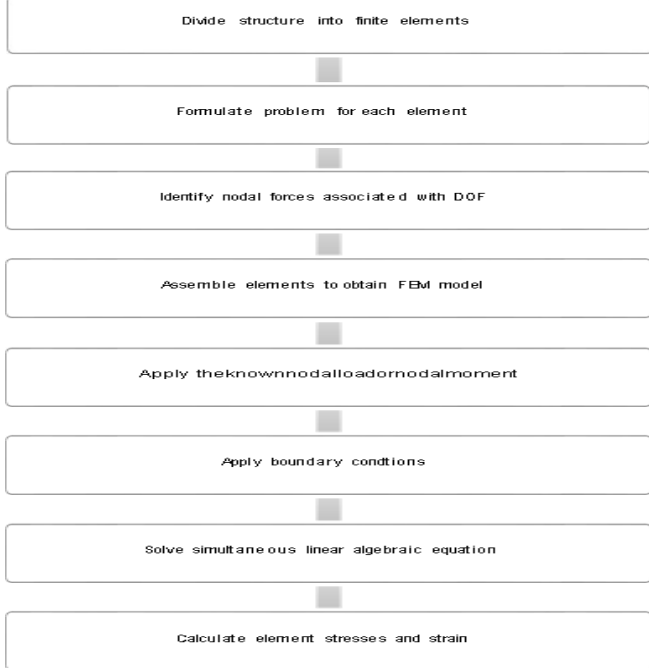 Divide structure into finite elements
Formulate problem for each element
Identify nodal forces associated with DOF
Assemble elements to obtain FEM model
Apply theknownnodalloadornodalmoment
Apply boundary condtions
Solve simultaneous linear algebraic equation
Calculate element stresses and strain